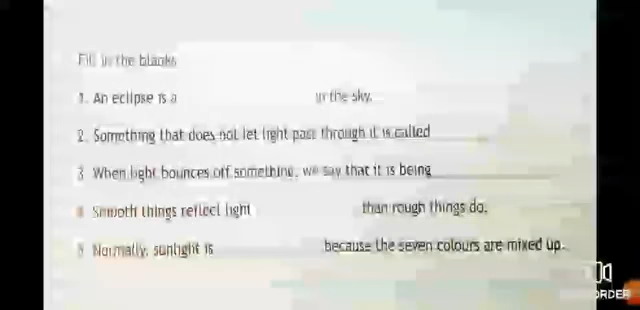 Fill in the blanks
1. An eclipse is a in the sky.
2. Something that does not let light pass through it is called
3. When light bounces off something, we say that it is being
4. Smooth things reflect light than rough things do.
5. Normally, sunlight is because the seven colours are mixed up.
ORDER